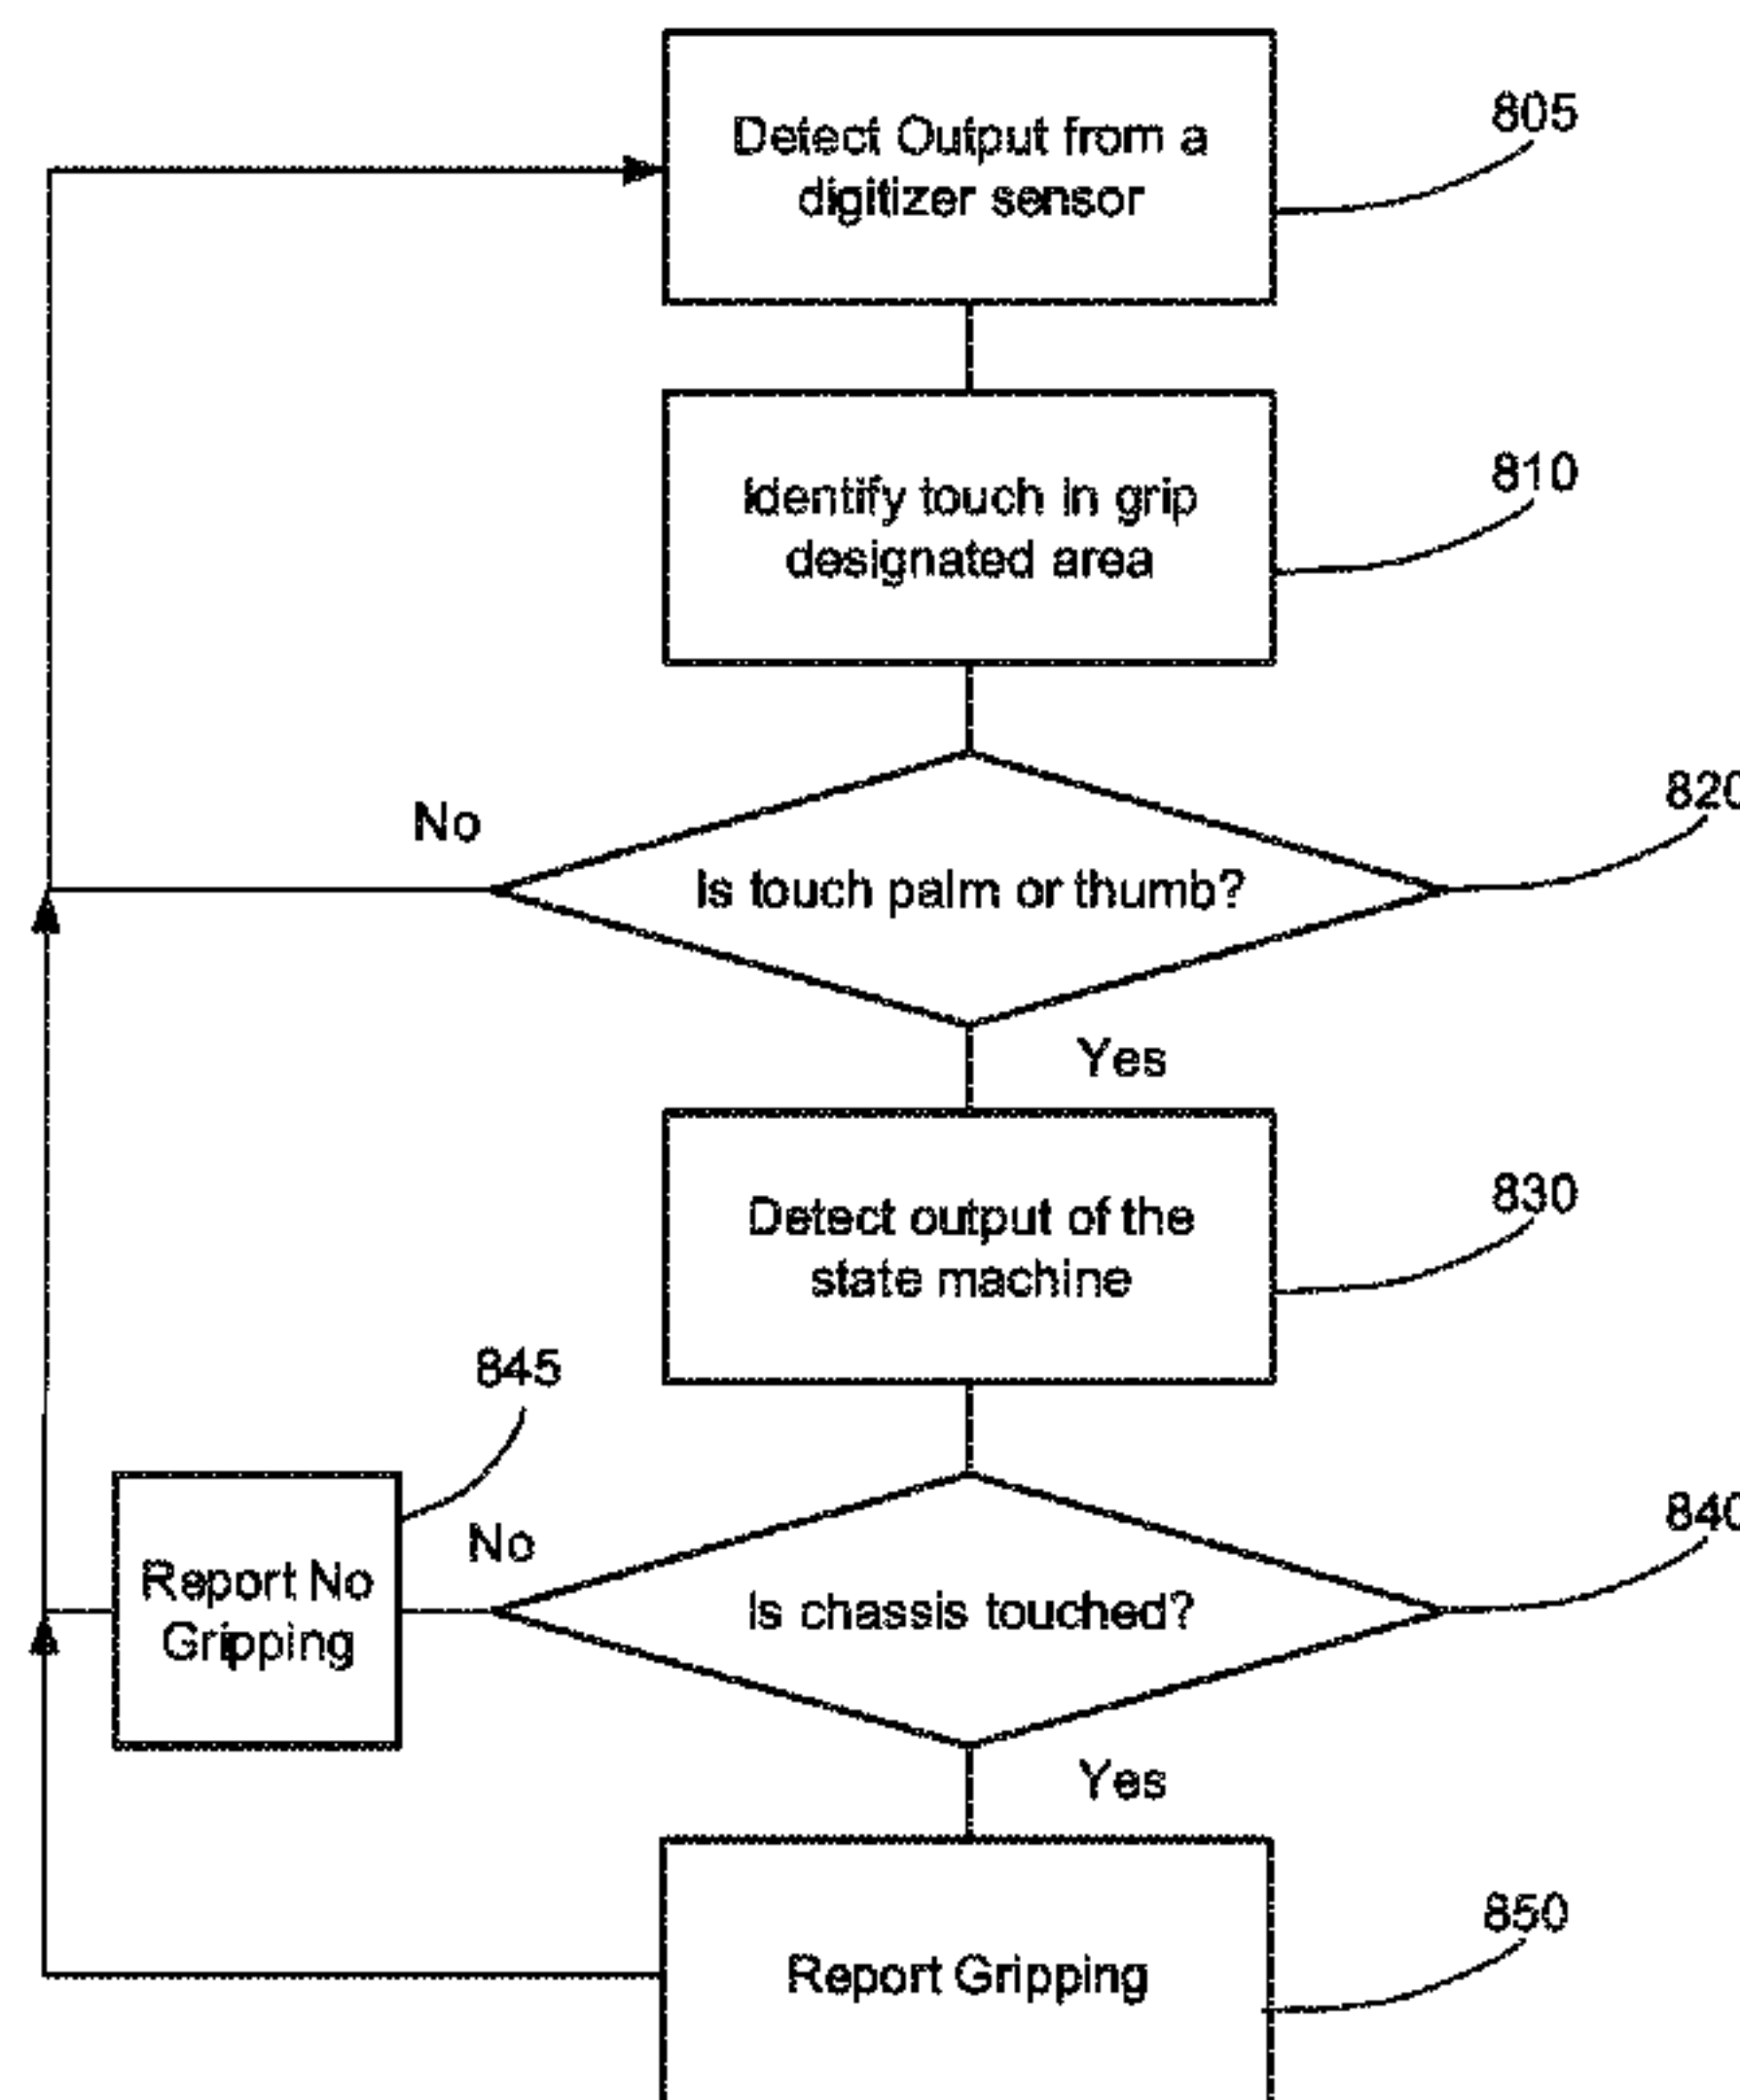 Detect Output from a
digitizer sensor
805
Identify touch in grip
designated area
810
820
No
Is touch palm or thumb?
Yes
Detect output of the
state machine
830
845
840
No
Report No
Gripping
Is chassis touched?
Yes
850
Report Gripping